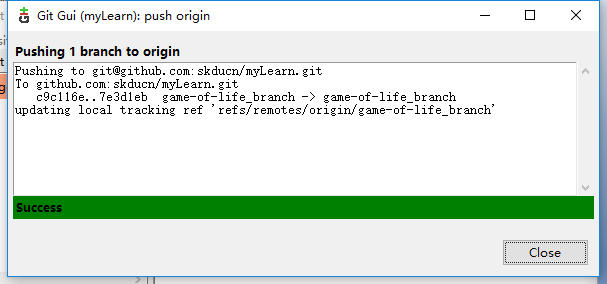 Git Gui (myLearn): push origin
Pushing 1 branch to origin
Pushing to git@github.com:skducn/myLearn.git
To github.com:skducn/myLearn.git
c9c116e..7e3d1eb  game-of-life_branch -> game-of-life_branch
updating local tracking ref 'refs/remotes/origin/game-of-life_branch'
Success
Close